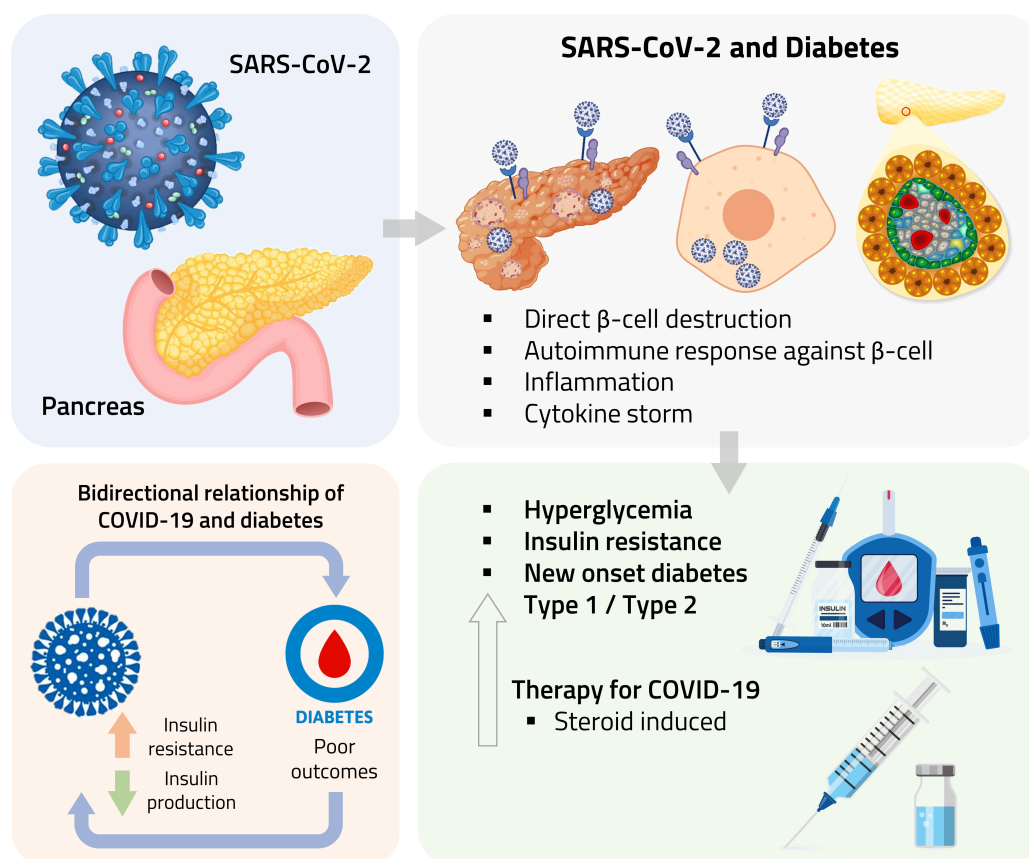 SARS-CoV-2
Pancreas
SARS-CoV-2 and Diabetes
▪ Direct β-cell destruction
▪ Autoimmune response against β-cell
▪ Inflammation
▪ Cytokine storm
Bidirectional relationship of
COVID-19 and diabetes
DIABETES
Poor
outcomes
Insulin
resistance
Insulin
production
▪ Hyperglycemia
▪ Insulin resistance
▪ New onset diabetes
Type 1 / Type 2
INSULIN
10ml
Therapy for COVID-19
▪ Steroid induced